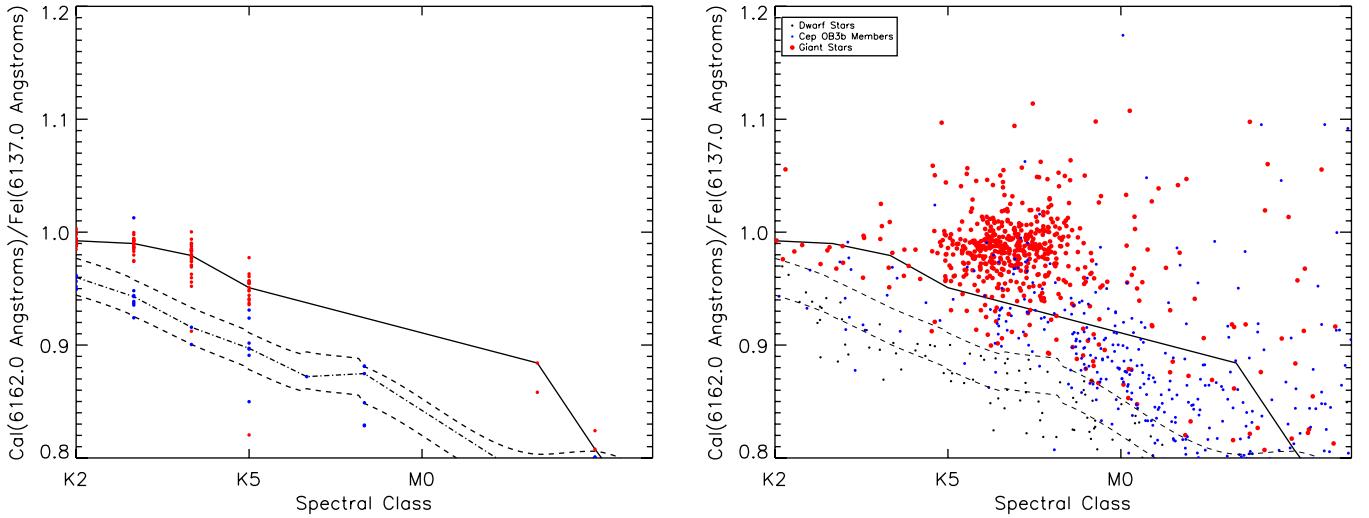 CaI(6162.0 Angstroms)/FeI(6137.0 Angstroms)
1.2
1.1
1.0
0.9
0.8
K2
K5
M0
Spectral Class
CaI(6162.0 Angstroms)/FeI(6137.0 Angstroms)
1.2
1.1
1.0
0.9
0.8
Dwarf Stars
Cep OB3b Members
Giant Stars
K2
K5
M0
Spectral Class